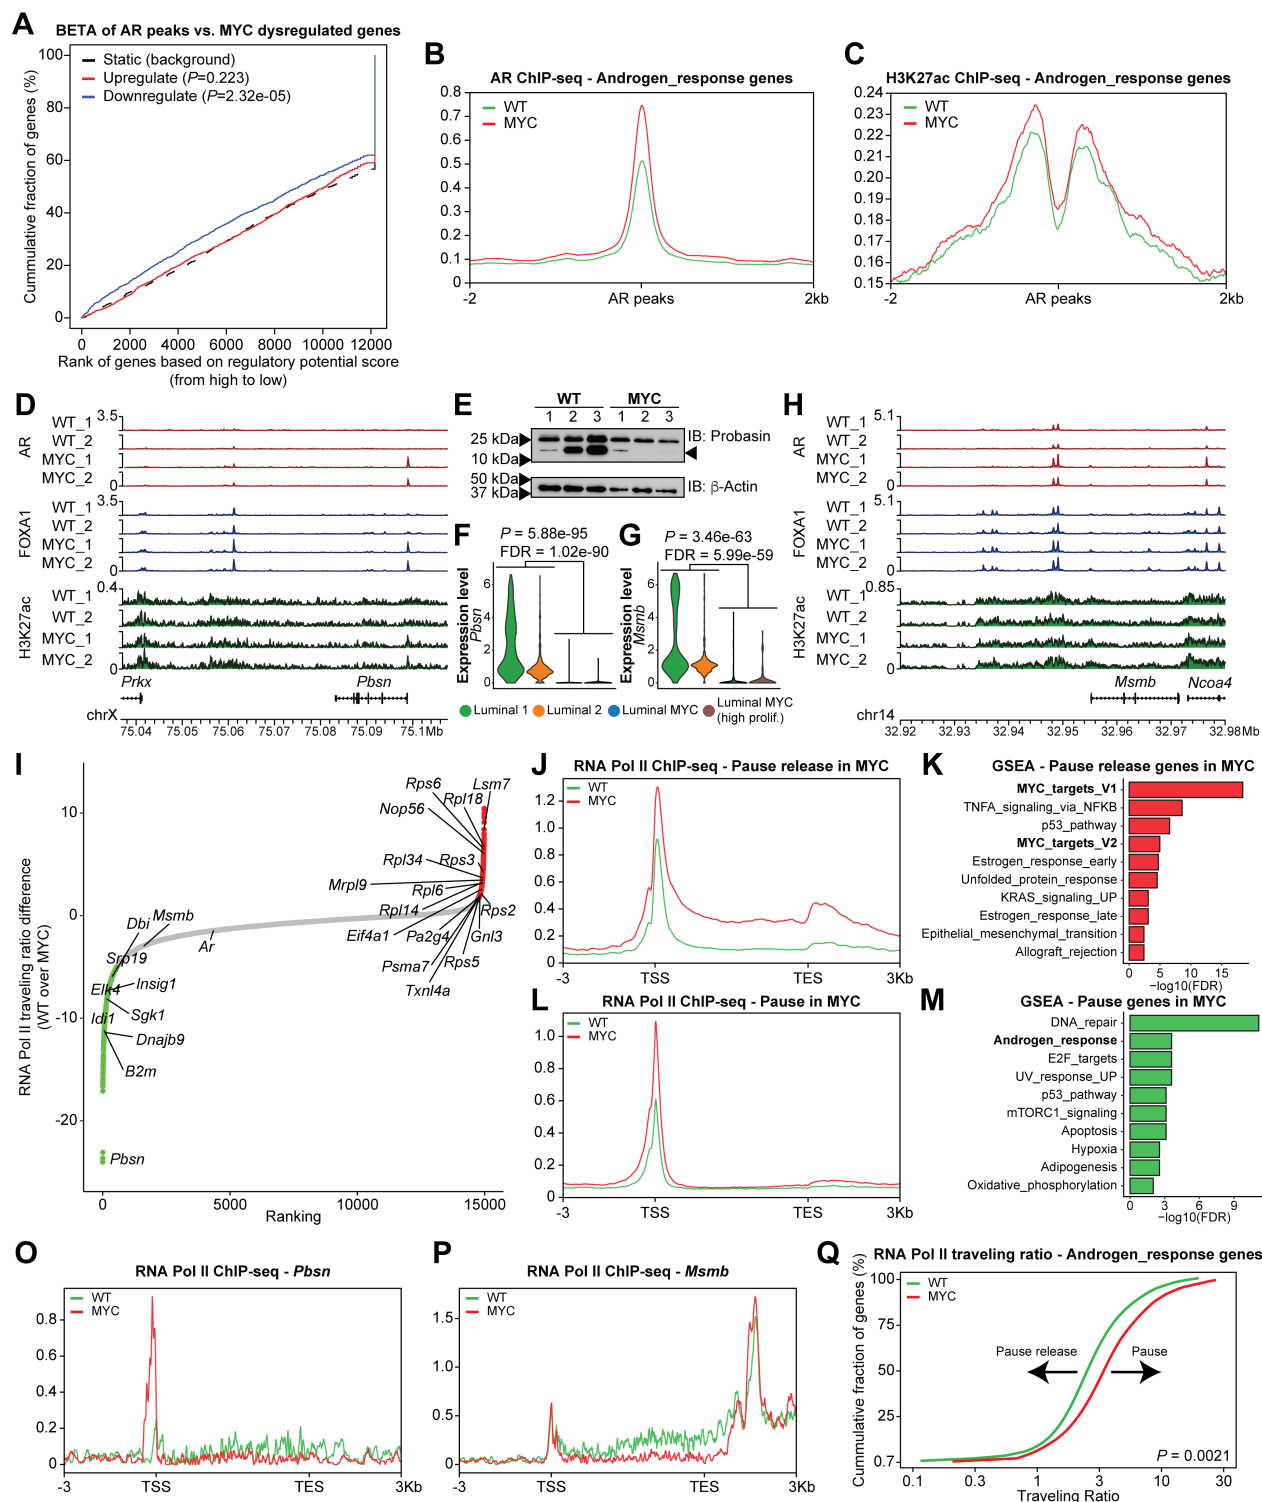 A
BETA of AR peaks vs. MYC dysregulated genes
Cummulative fraction of genes (%)
100
80
60
40
20
0
Static (background)
Upregulate (P=0.223)
Downregulate (P=2.32e-05)
0 2000 4000 6000 8000 10000 12000
Rank of genes based on regulatory potential score
(from high to low)
B
AR ChIP-seq - Androgen_response genes
0.8
0.7
0.6
0.5
0.4
0.3
0.2
0.1
0
WT
MYC
-2 AR peaks 2kb
C
H3K27ac ChIP-seq - Androgen_response genes
0.24
0.23
0.22
0.21
0.20
0.19
0.18
0.17
0.16
0.15
WT
MYC
-2 AR peaks 2kb
D
AR
3.5
WT_1
WT_2
MYC_1
MYC_2
0
FOXA1
3.5
WT_1
WT_2
MYC_1
MYC_2
0
H3K27ac
0.4
WT_1
WT_2
MYC_1
MYC_2
0
Prkx Pbsn
chrX
75.04 75.05 75.06 75.07 75.08 75.09 75.1Mb
E
WT MYC
1 2 3 1 2 3
25 kDa
10 kDa
IB: Probasin
50 kDa
37 kDa
IB: β-Actin
F
P = 5.88e-95
FDR = 1.02e-90
Expression level
Pbsn
6
4
2
0
G
P = 3.46e-63
FDR = 5.99e-59
Expression level
Msmb
6
4
2
0
Luminal 1
Luminal 2
Luminal MYC
Luminal MYC
(high prolif.)
H
AR
5.1
WT_1
WT_2
MYC_1
MYC_2
0
FOXA1
5.1
WT_1
WT_2
MYC_1
MYC_2
0
H3K27ac
0.85
WT_1
WT_2
MYC_1
MYC_2
0
Msmb Ncoa4
chr14
32.92 32.93 32.94 32.95 32.96 32.97 32.98Mb
I
RNA Pol II traveling ratio difference
(WT over MYC)
10
0
-10
-20
Rps6
Lsm7
Rpl18
Nop56
Rpl34
Rps3
Mrpl9
Rpl6
Rpl14
Rps2
Eif4a1
Pa2g4
Gnl3
Psma7
Rps5
Txnl4a
Dbi
Msmb
Ar
Srp19
Elk4
Insig1
Idi1
Sgk1
Dnajb9
B2m
Pbsn
0 5000 10000 15000
Ranking
J
RNA Pol II ChIP-seq - Pause release in MYC
1.2
1.0
0.8
0.6
0.4
0.2
0
WT
MYC
-3 TSS TES 3Kb
K
GSEA - Pause release genes in MYC
MYC_targets_V1
TNFA_signaling_via_NFKB
p53_pathway
MYC_targets_V2
Estrogen_response_early
Unfolded_protein_response
KRAS_signaling_UP
Estrogen_response_late
Epithelial_mesenchymal_transition
Allograft_rejection
0 5 10 15
−log10(FDR)
L
RNA Pol II ChIP-seq - Pause in MYC
1.0
0.8
0.6
0.4
0.2
0
WT
MYC
-3 TSS TES 3Kb
M
GSEA - Pause genes in MYC
DNA_repair
Androgen_response
E2F_targets
UV_response_UP
p53_pathway
mTORC1_signaling
Apoptosis
Hypoxia
Adipogenesis
Oxidative_phosphorylation
0 3 6 9
−log10(FDR)
O
RNA Pol II ChIP-seq - Pbsn
0.8
0.6
0.4
0.2
0
WT
MYC
-3 TSS TES 3Kb
P
RNA Pol II ChIP-seq - Msmb
1.5
1.0
0.5
0
WT
MYC
-3 TSS TES 3Kb
Q
RNA Pol II traveling ratio - Androgen_response genes
Cummulative fraction of genes (%)
100
75
50
25
0.7
WT
MYC
Pause release
Pause
P = 0.0021
0.1 0.3 1 3 10 30
Traveling Ratio